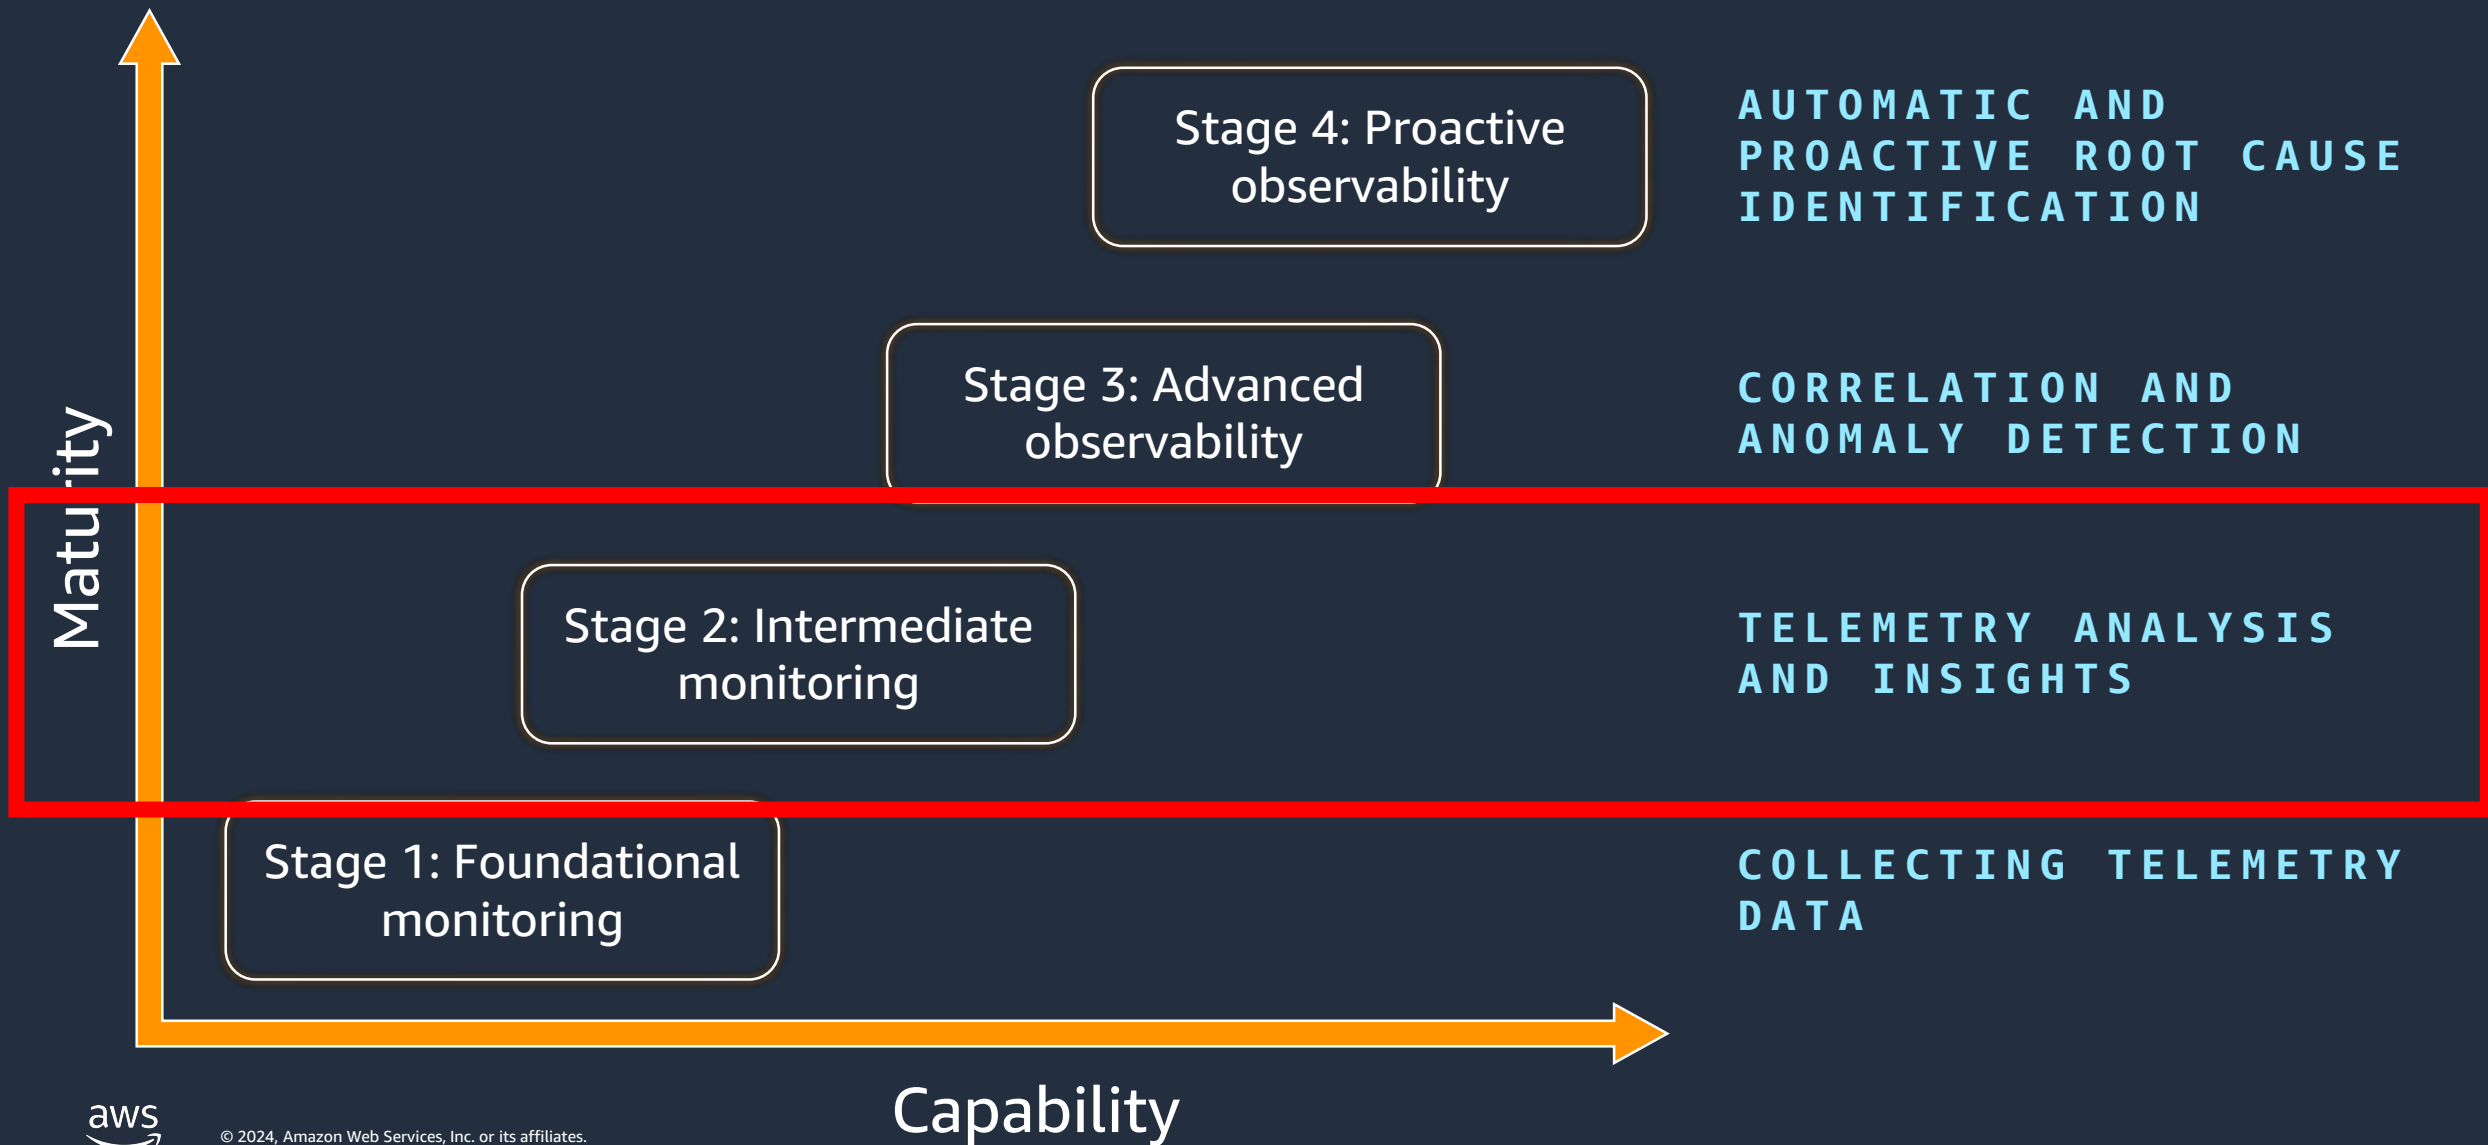 Stage 4: Proactive
observability
AUTOMATIC AND
PROACTIVE ROOT CAUSE
IDENTIFICATION
Stage 3: Advanced
observability
CORRELATION AND
ANOMALY DETECTION
Maturity
Stage 2: Intermediate
monitoring
TELEMETRY ANALYSIS
AND INSIGHTS
Stage 1: Foundational
monitoring
COLLECTING TELEMETRY
DATA
Capability
aws
© 2024, Amazon Web Services, Inc. or its affiliates.